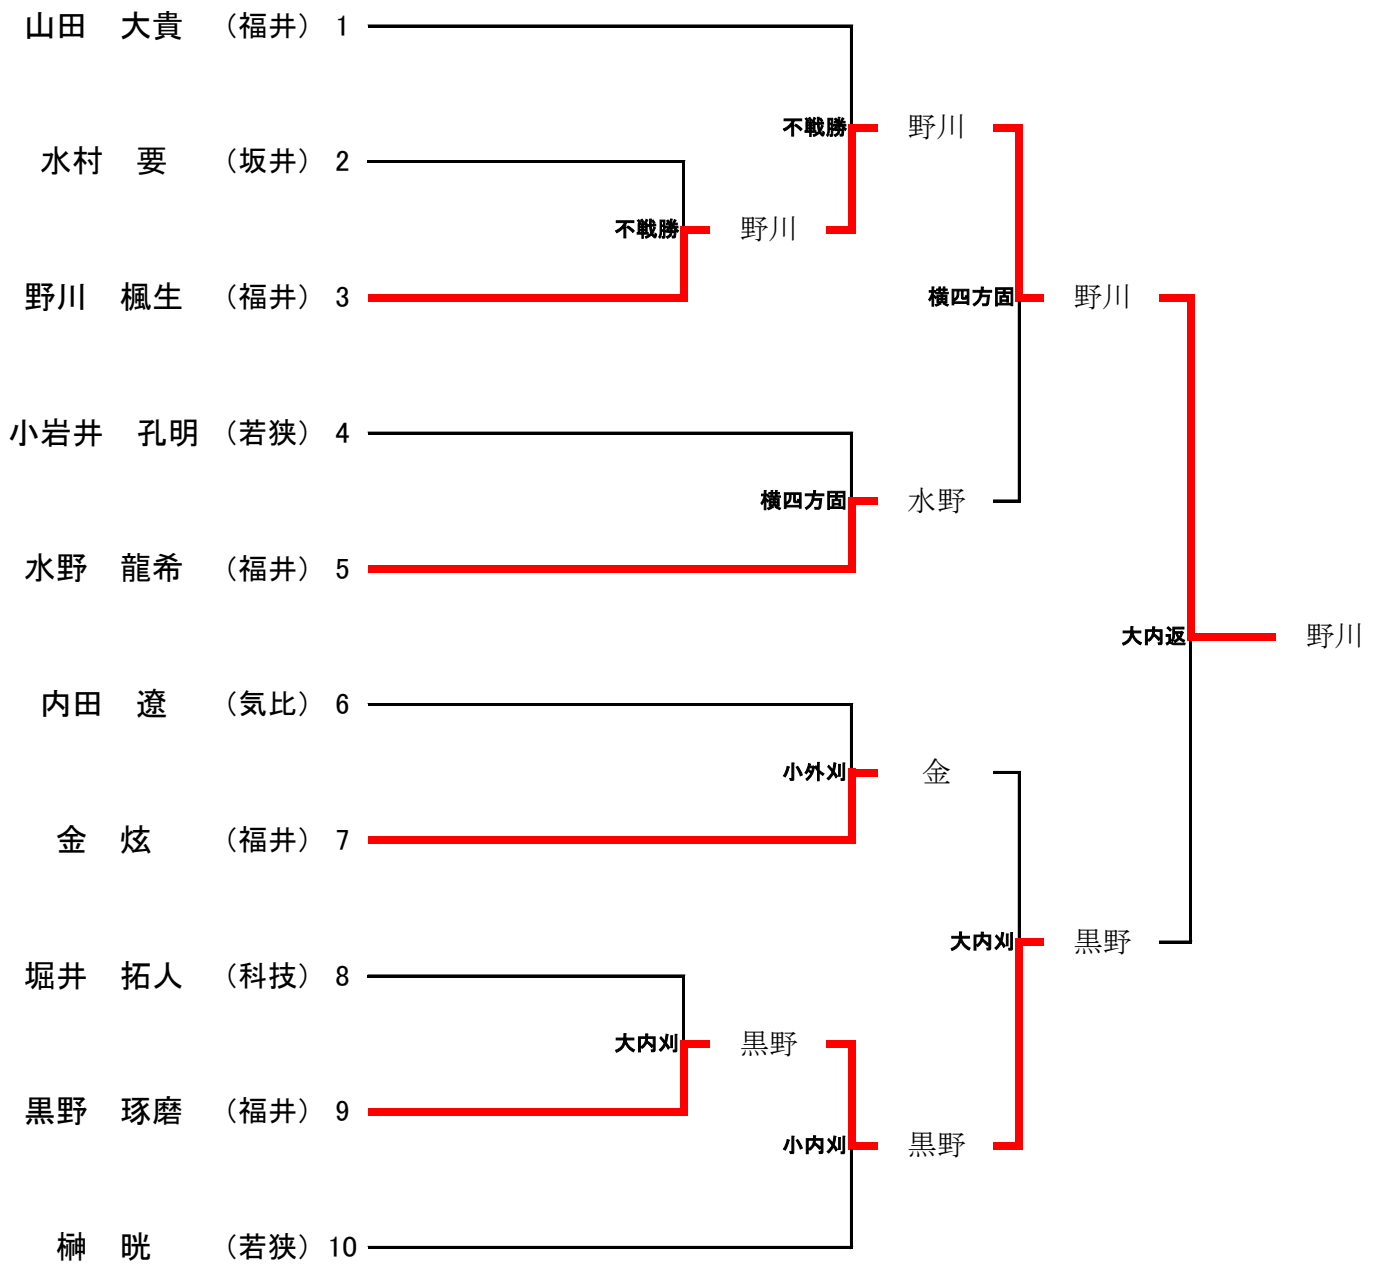 山田　大貴　（福井）　1
不戦勝　野川
水村　要　（坂井）　2
不戦勝　野川
野川　楓生　（福井）　3
横四方固　野川
小岩井　孔明　（若狭）　4
横四方固　水野
水野　龍希　（福井）　5
大内返　野川
内田　遼　（気比）　6
小外刈　金
金　炫　（福井）　7
大内刈　黒野
堀井　拓人　（科技）　8
大内刈　黒野
黒野　琢磨　（福井）　9
小内刈　黒野
榊　晄　（若狭）　10